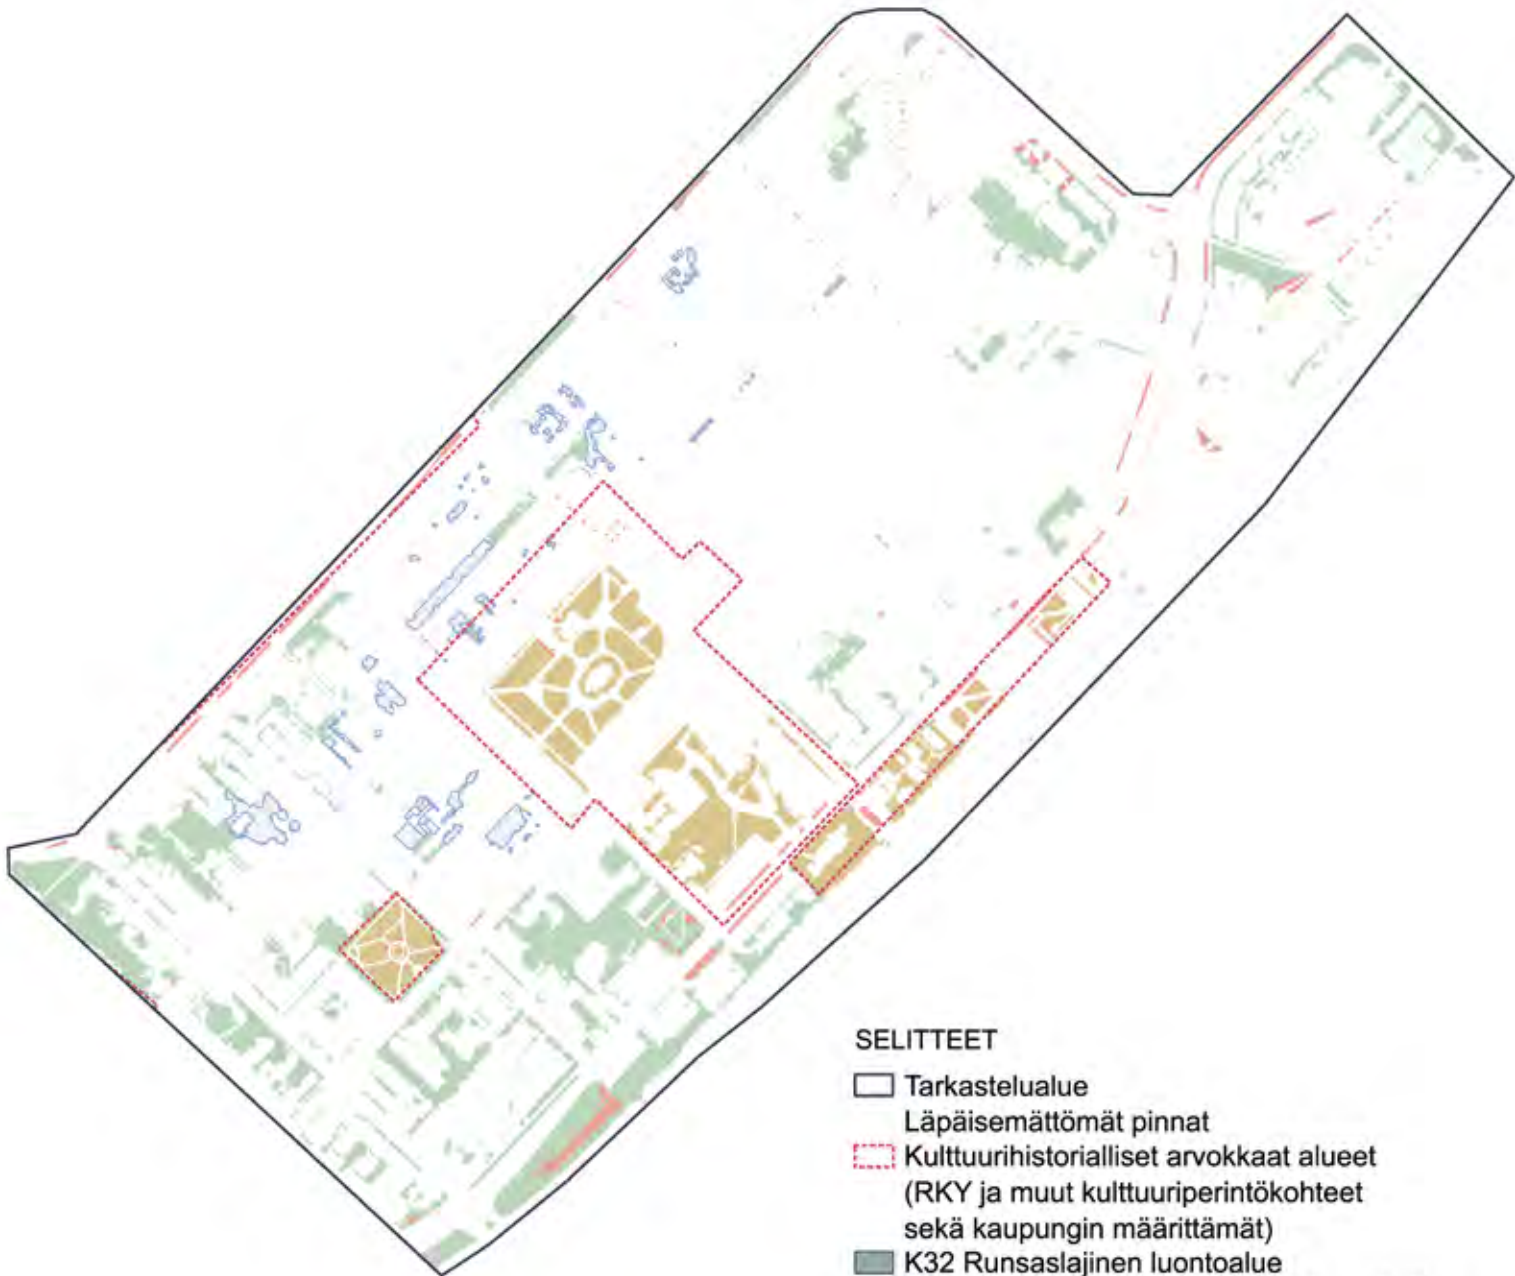 SELITTEET
Tarkastelualue
Läpäisemättömät pinnat
Kulttuurihistorialliset arvokkaat alueet
(RKY ja muut kulttuuriperintökohteet
sekä kaupungin määrittämät)
K32 Runsaslajinen luontoalue